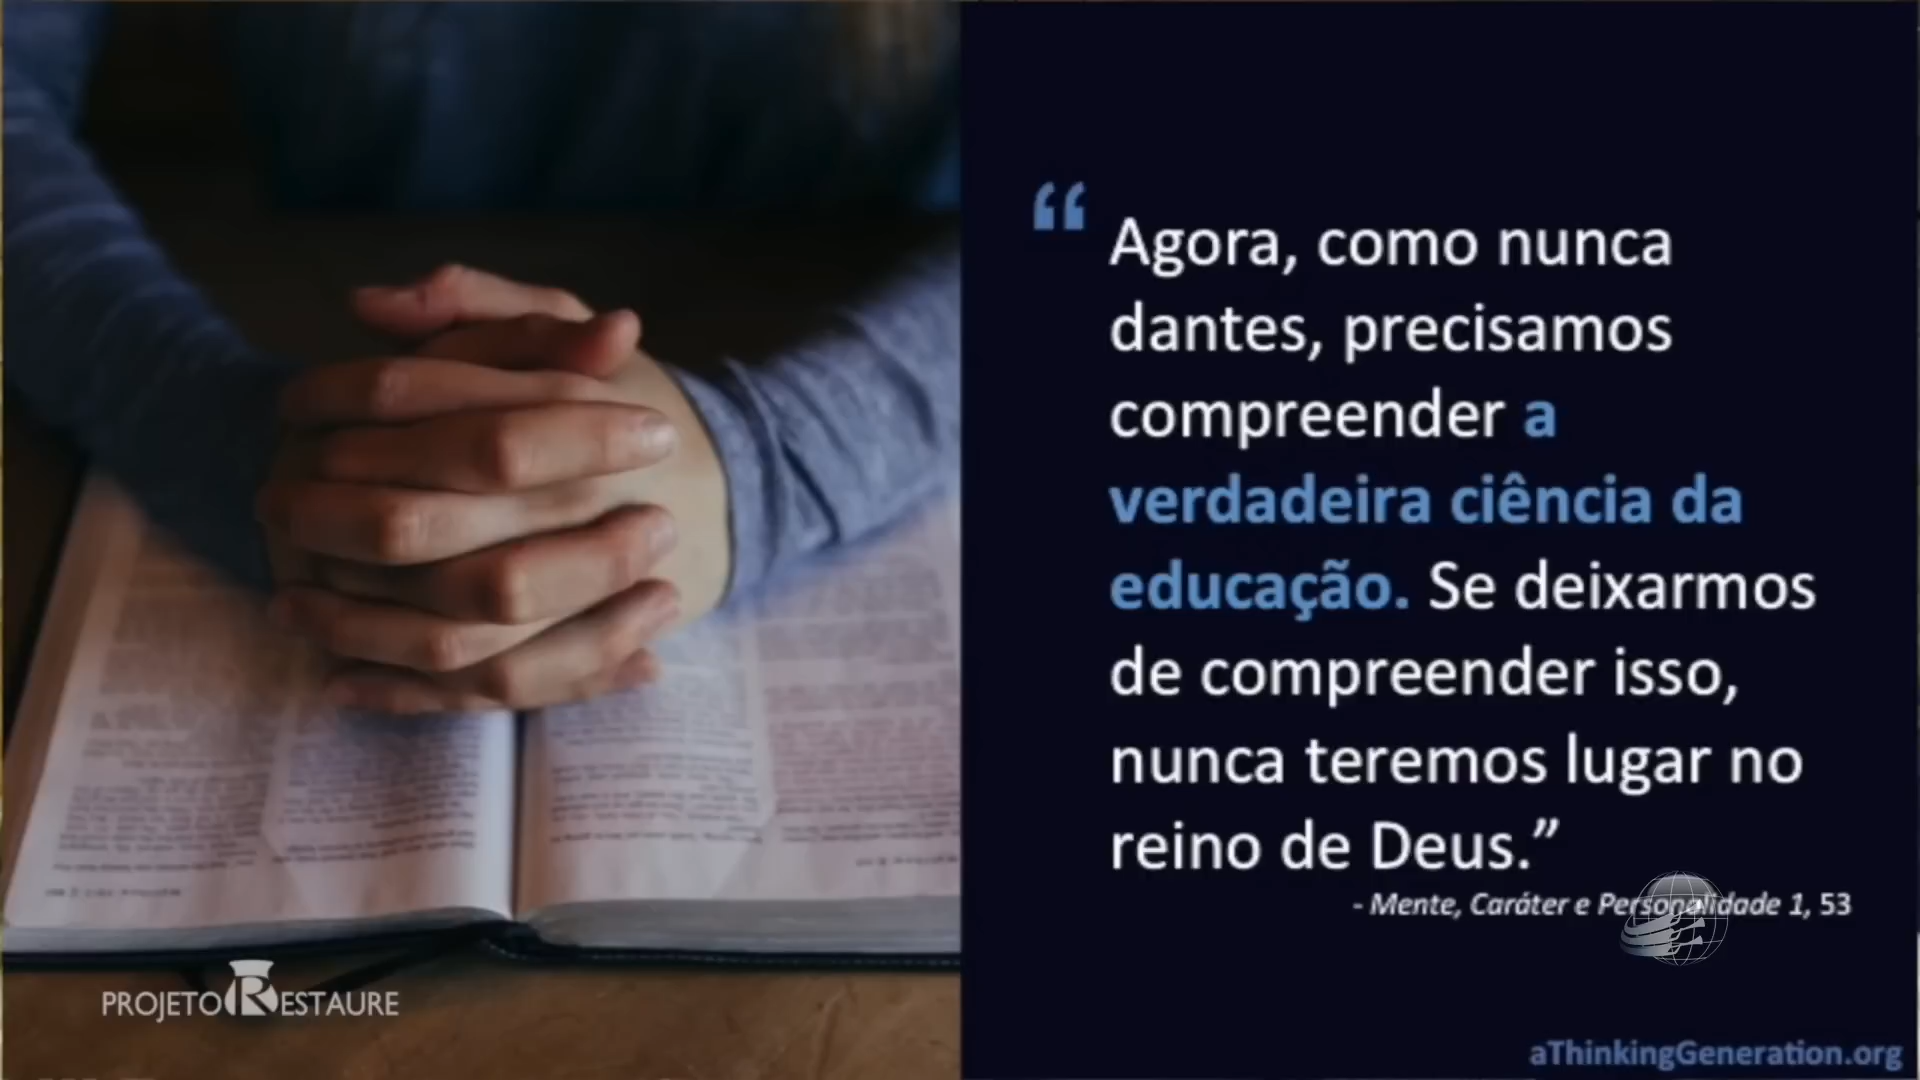 “Agora, como nunca
dantes, precisamos
compreender a
verdadeira ciência da
educação. Se deixarmos
de compreender isso,
nunca teremos lugar no
reino de Deus.”
- Mente, Caráter e Personalidade 1, 53
PROJETO RESTAURE
aThinkingGeneration.org